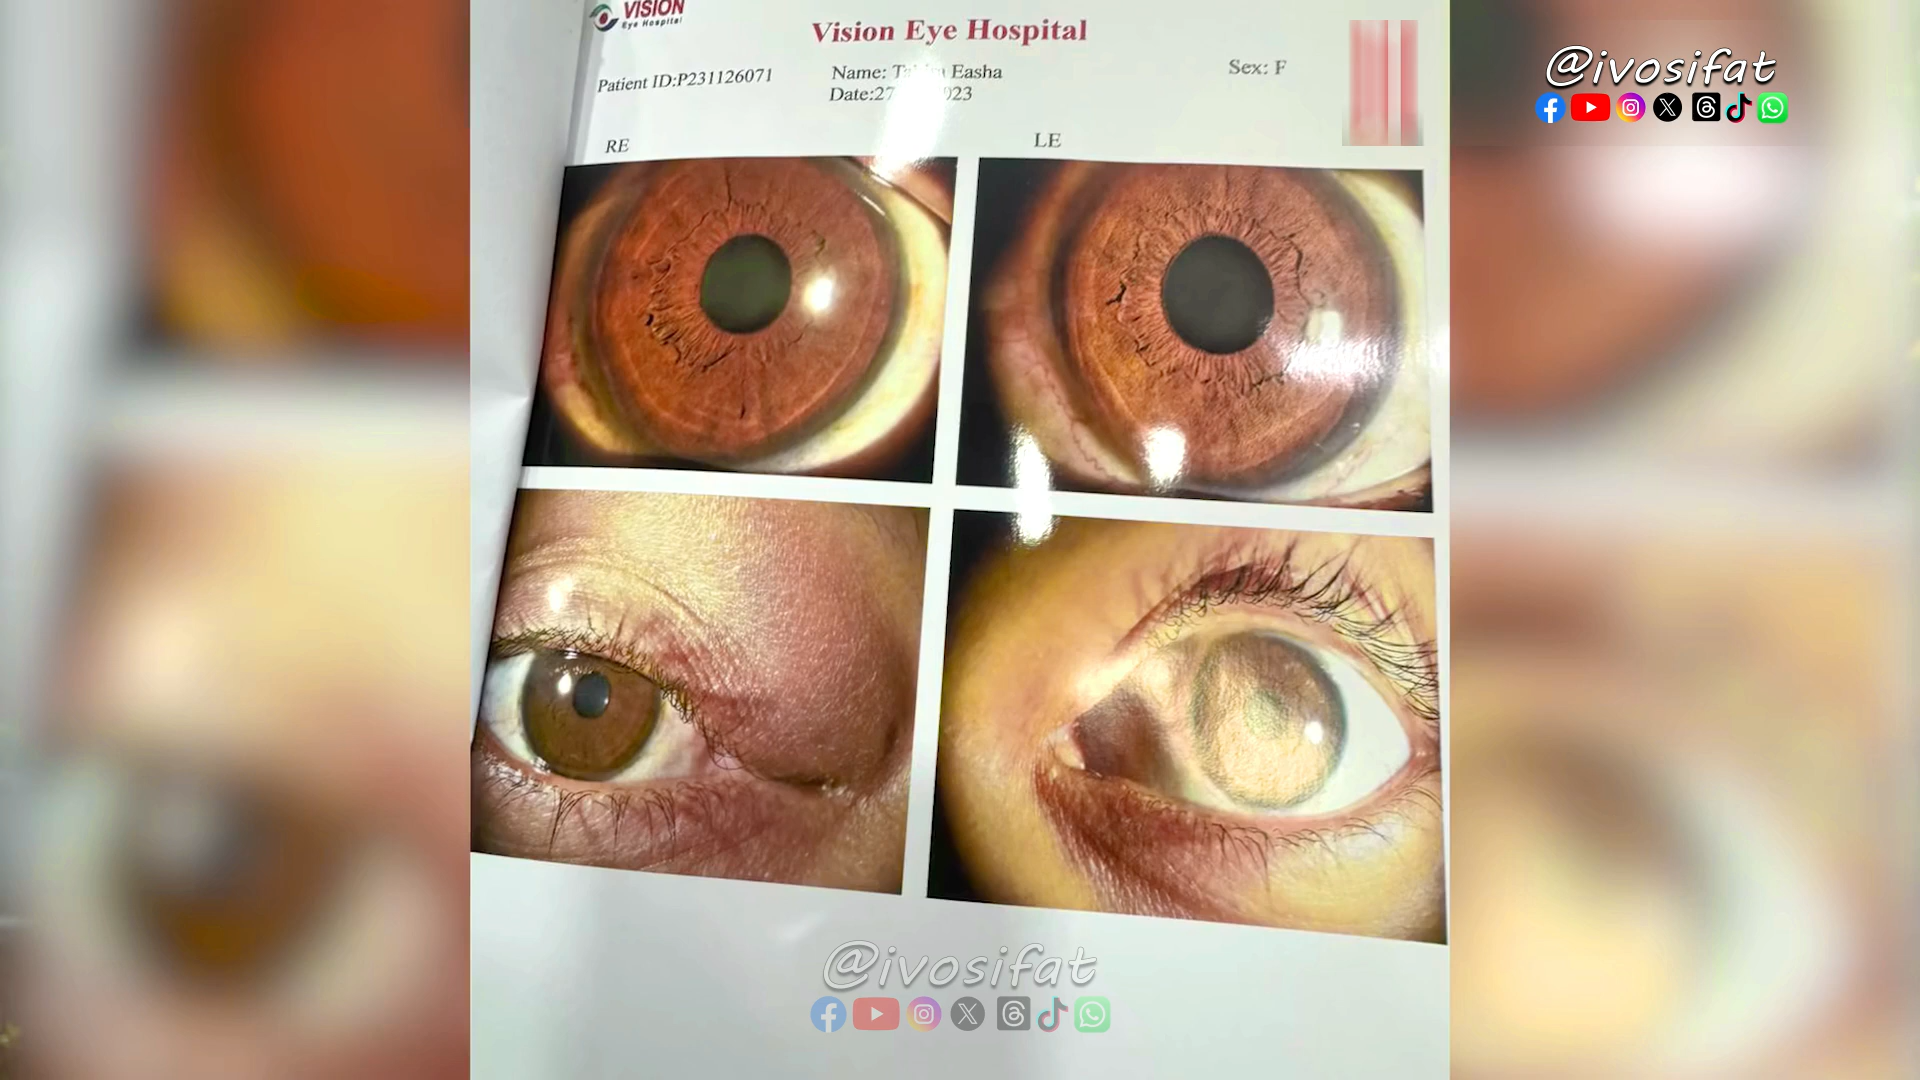 VISION
Eye Hospital
Vision Eye Hospital
Patient ID:P231126071
Name: Easha
Sex: F
Date:27 023
RE
LE
@ivosifat
@ivosifat